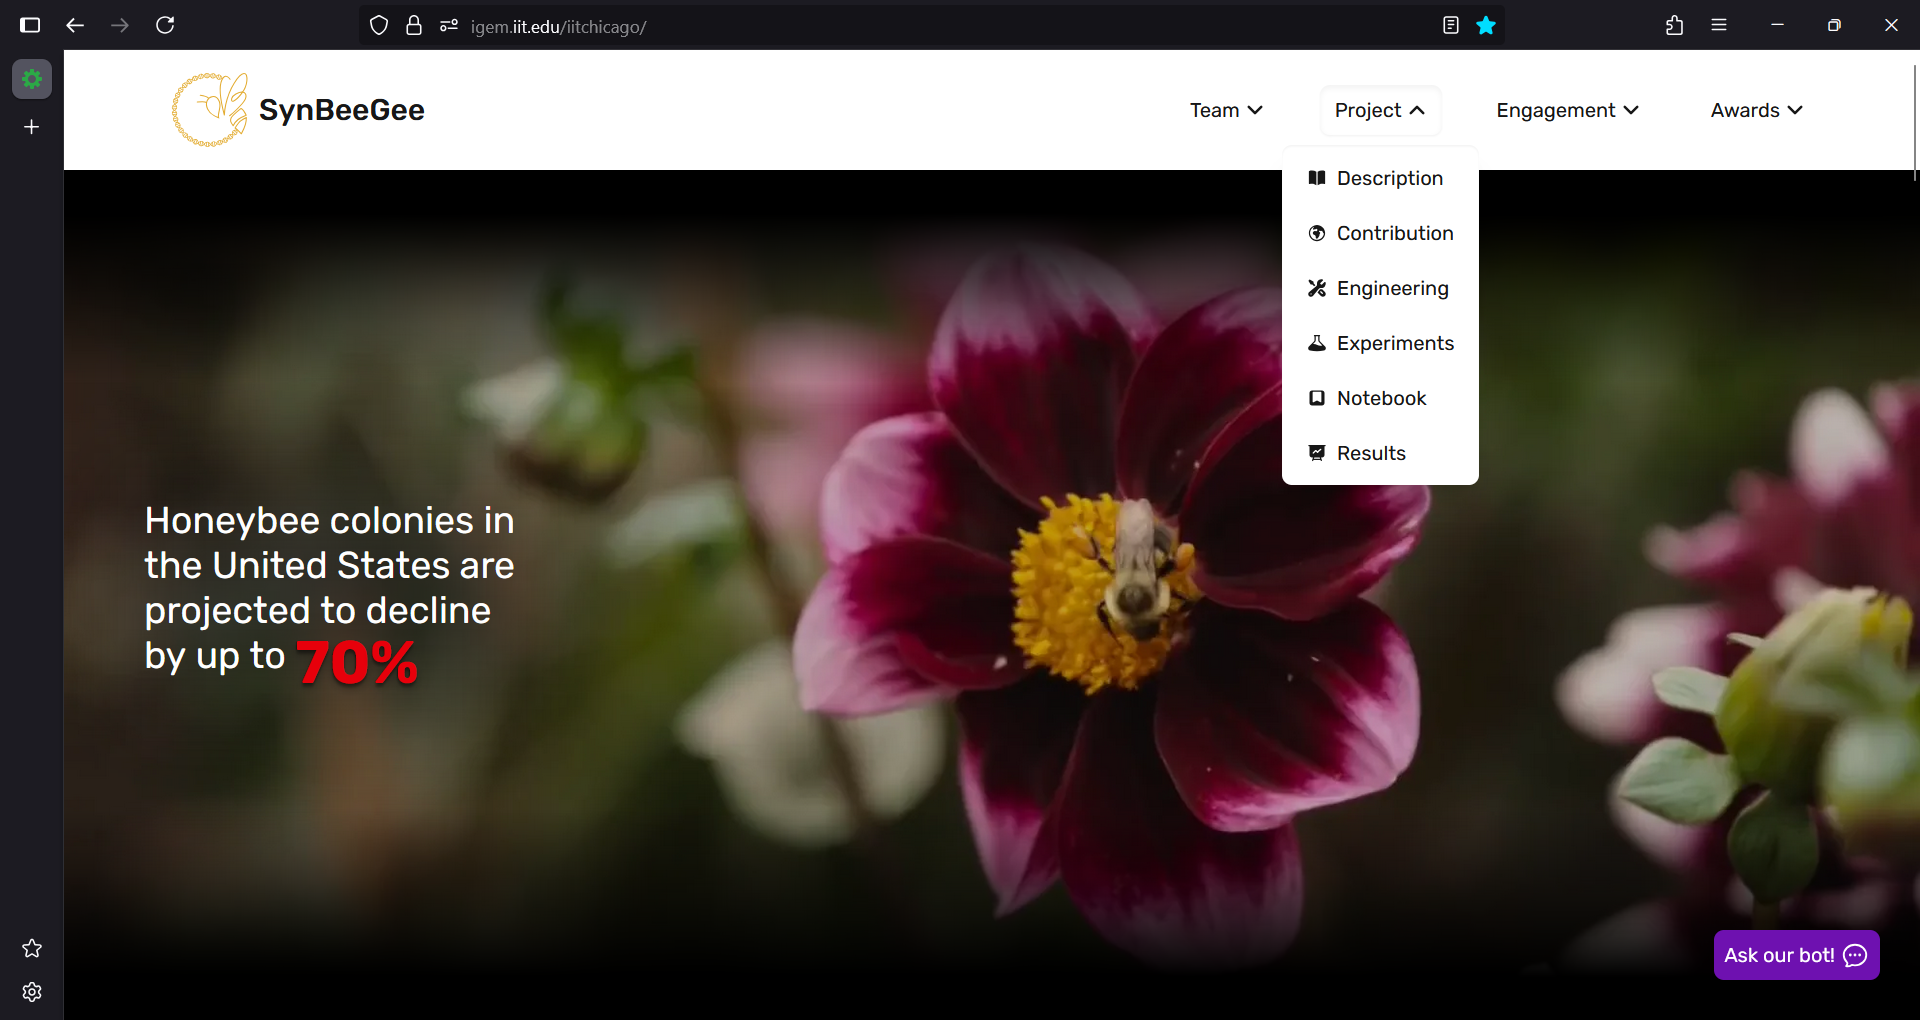 igem.iit.edu/iitchicago/
SynBeeGee
Team
Project
Engagement
Awards
Description
Contribution
Engineering
Experiments
Notebook
Results
Honeybee colonies in
the United States are
projected to decline
by up to 70%
Ask our bot!